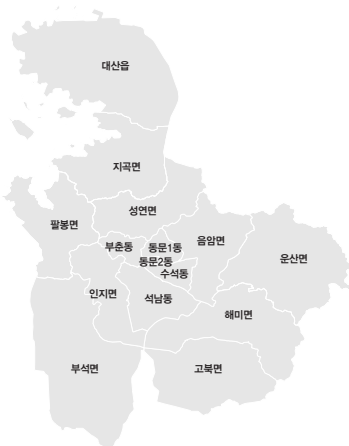 대산읍
지곡면
성연면
팔봉면
부춘동
동문1동
음암면
동문2동
운산면
수석동
인지면
석남동
해미면
부석면
고북면